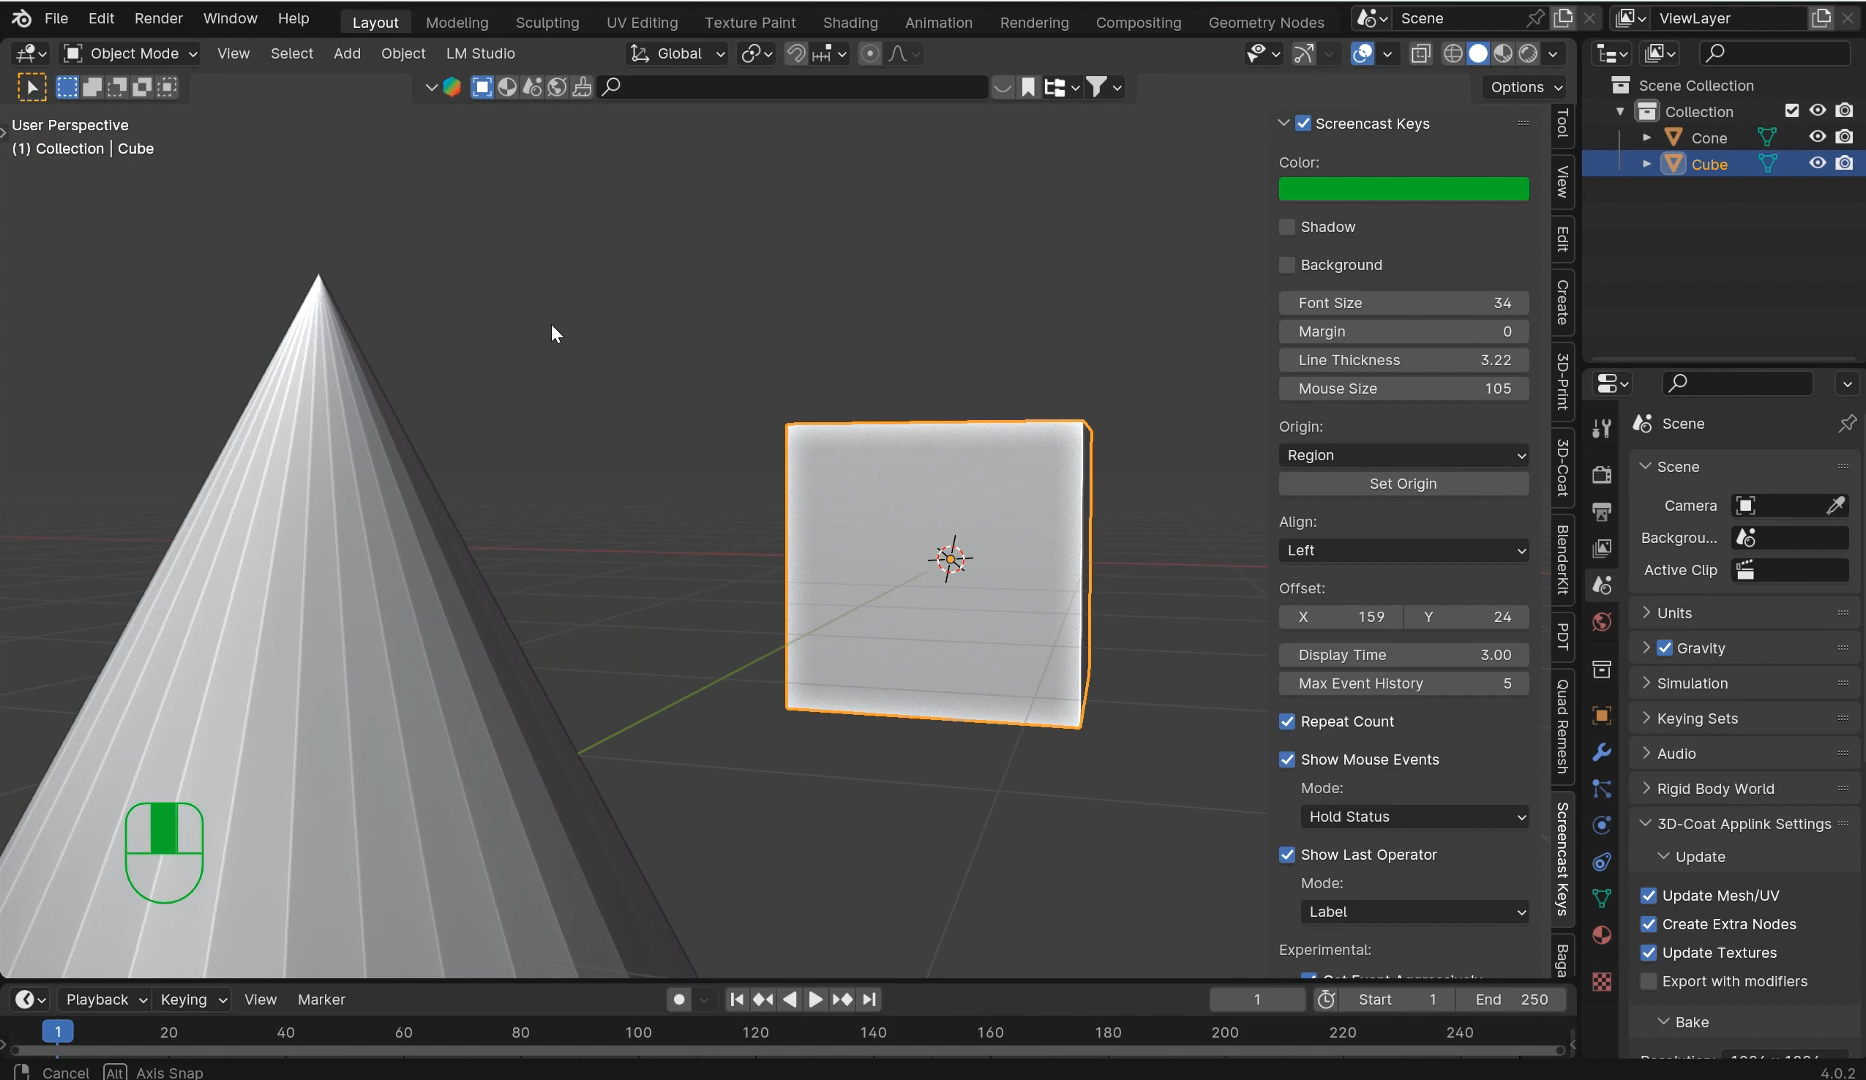 File Edit Render Window Help Layout Modeling Sculpting UV Editing Texture Paint Shading Animation Rendering Compositing Geometry Nodes Scene ViewLayer
Object Mode View Select Add Object LM Studio Global
Options
User Perspective
(1) Collection | Cube
Scene Collection
Collection
Cone
Cube
Screencast Keys
Color:
Shadow
Background
Font Size 34
Margin 0
Line Thickness 3.22
Mouse Size 105
Origin:
Region
Set Origin
Align:
Left
Offset:
X 159 Y 24
Display Time 3.00
Max Event History 5
Repeat Count
Show Mouse Events
Mode:
Hold Status
Show Last Operator
Mode:
Label
Experimental:
Tool
View
Edit
Create
3D-Print
3D-Coat
BlenderKit
PDT
Quad Remesh
Screencast Keys
Baga
Scene
Scene
Camera
Backgrou...
Active Clip
Units
Gravity
Simulation
Keying Sets
Audio
Rigid Body World
3D-Coat Applink Settings
Update
Update Mesh/UV
Create Extra Nodes
Update Textures
Export with modifiers
Bake
Playback Keying View Marker 1 Start 1 End 250
1 20 40 60 80 100 120 140 160 180 200 220 240
Cancel Alt Axis Snap 4.0.2